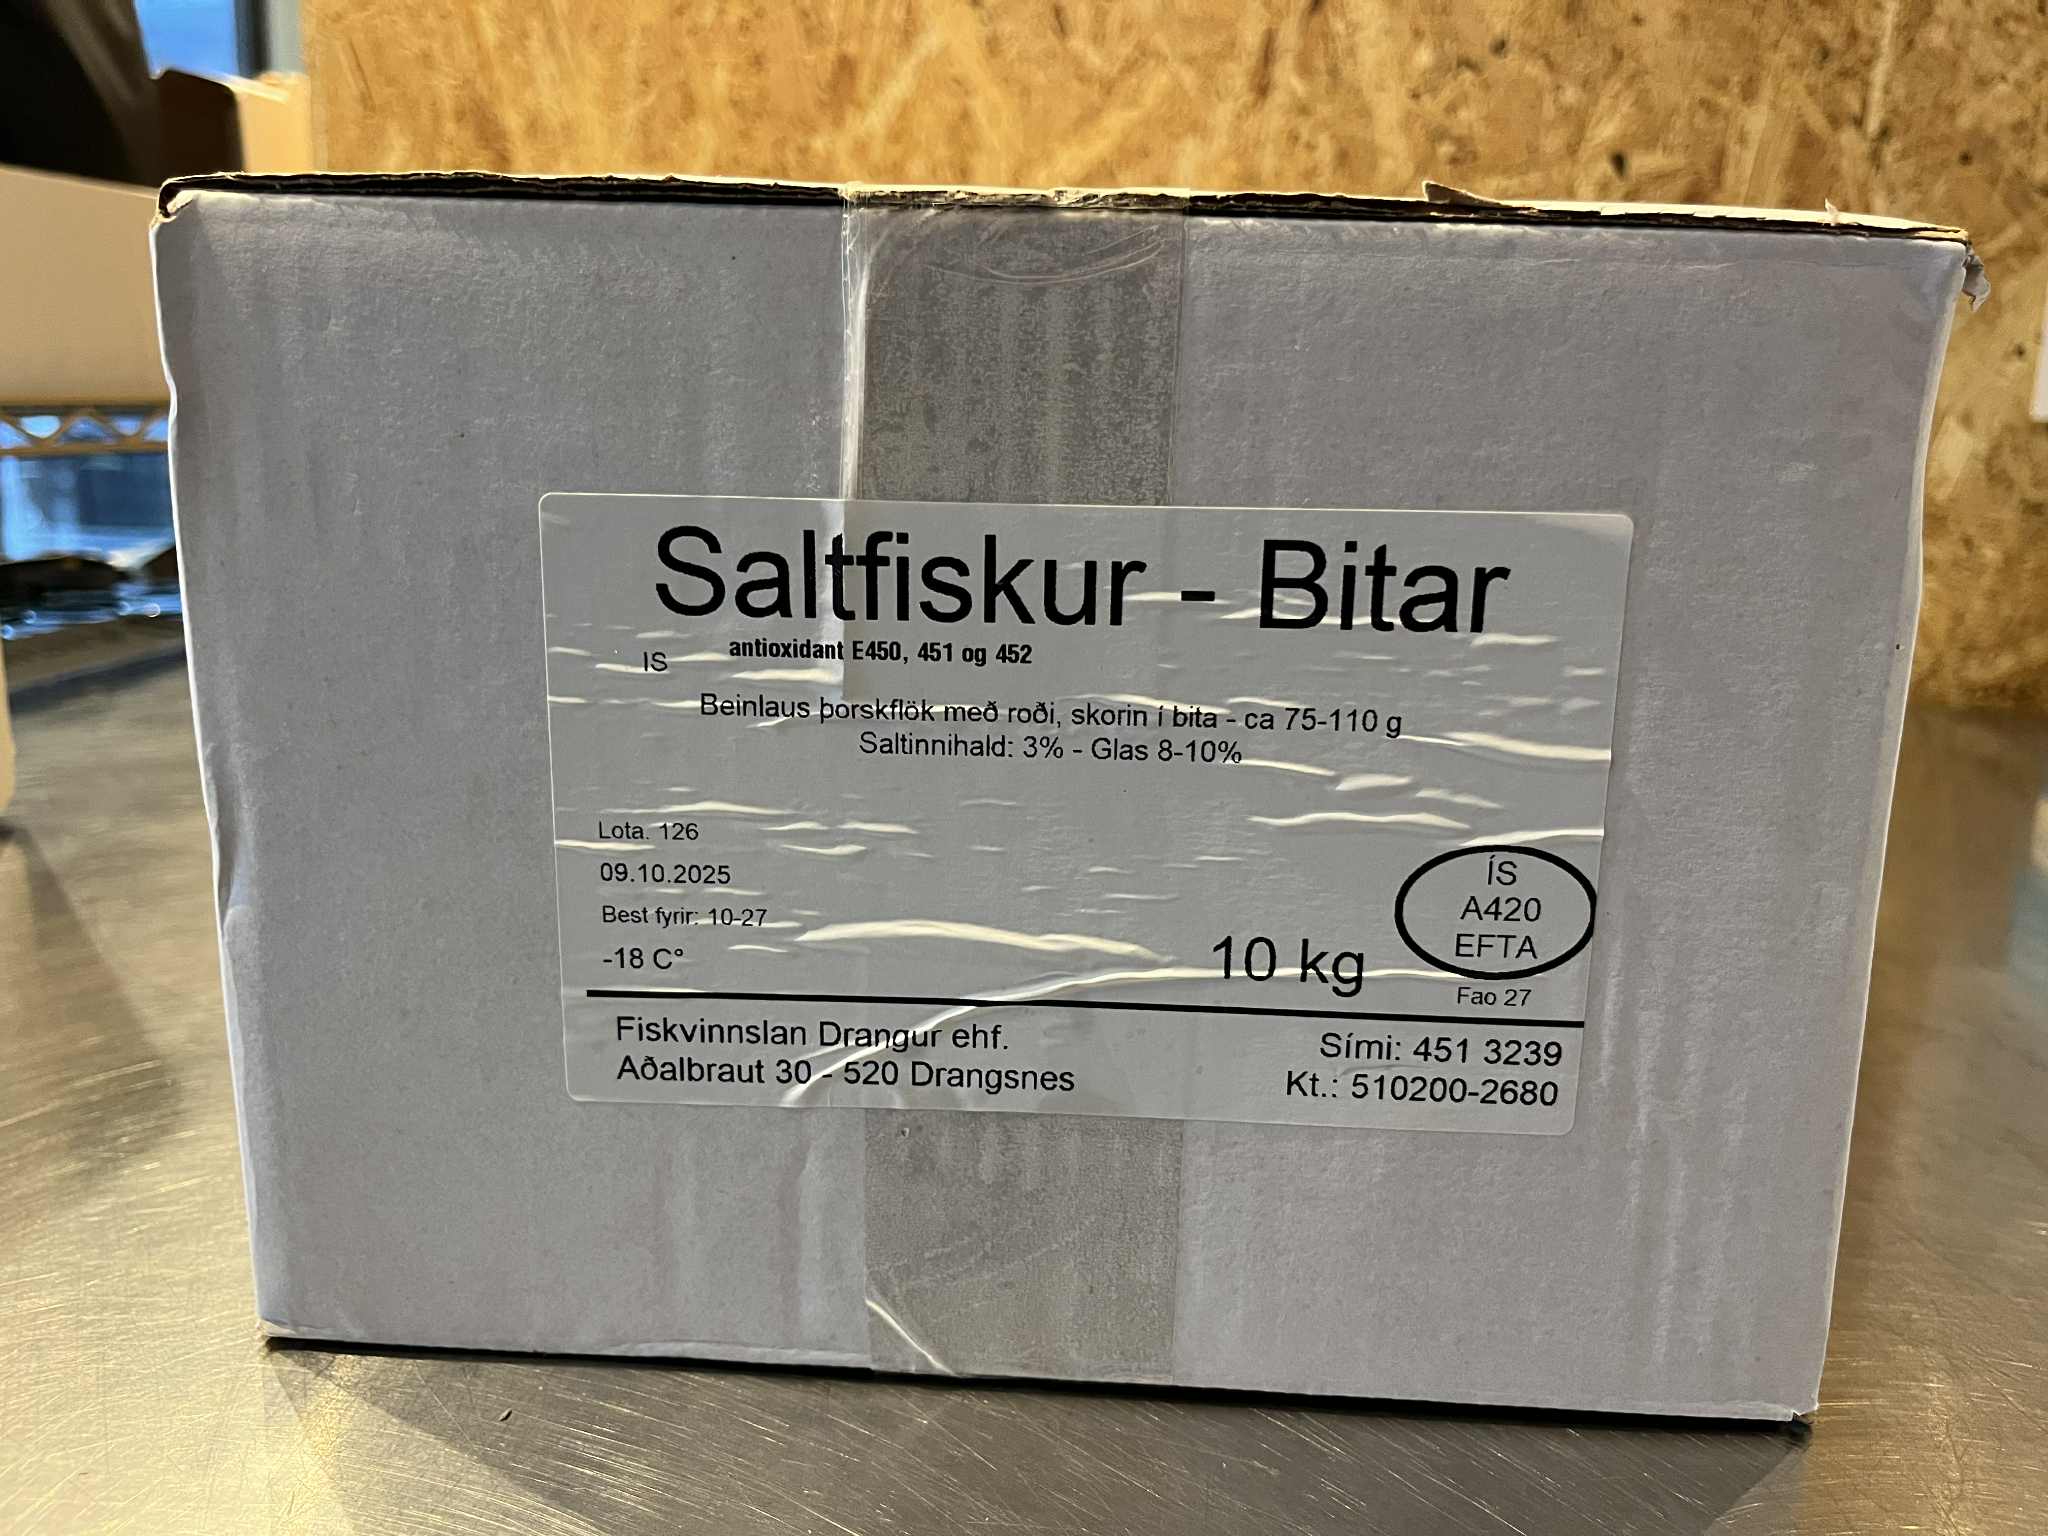 Saltfiskur - Bitar
antioxidant E450, 451 og 452
IS
Beinlaus þorskflök með roði, skorin í bita - ca 75-110 g
Saltinnihald: 3% - Glas 8-10%
Lota. 126
09.10.2025
Best fyrir: 10-27
-18 C°
10 kg
ÍS
A420
EFTA
Fao 27
Fiskvinnslan Drangur ehf.
Aðalbraut 30 - 520 Drangsnes
Sími: 451 3239
Kt.: 510200-2680